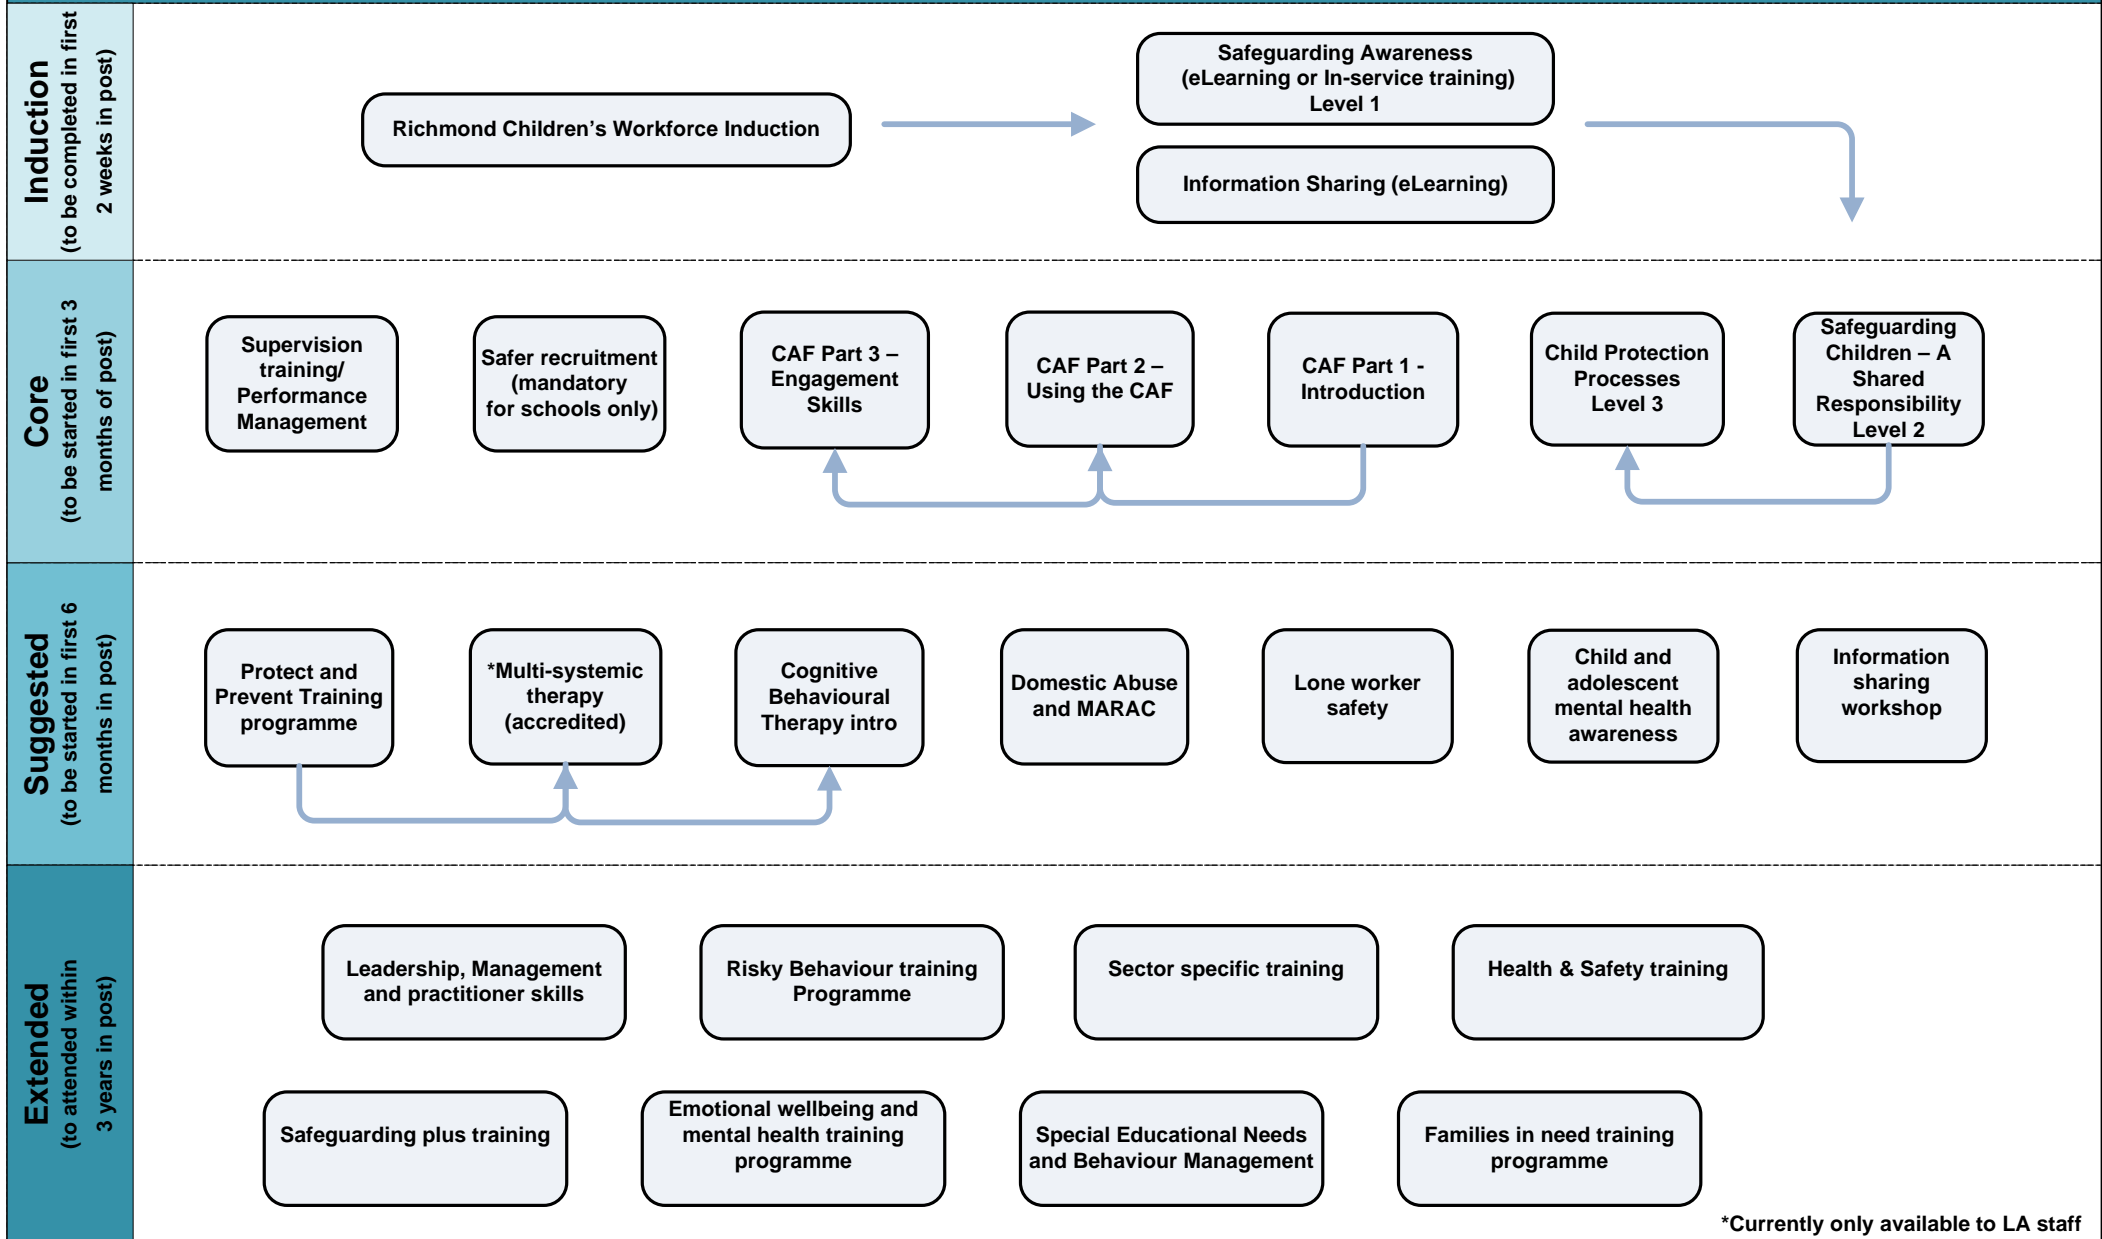 Induction
(to be completed in first
2 weeks in post)
Richmond Children’s Workforce Induction
Safeguarding Awareness
(eLearning or In-service training)
Level 1
Information Sharing (eLearning)
Core
(to be started in first 3
months of post)
Supervision
training/
Performance
Management
Safer recruitment
(mandatory
for schools only)
CAF Part 3 –
Engagement
Skills
CAF Part 2 –
Using the CAF
CAF Part 1 -
Introduction
Child Protection
Processes
Level 3
Safeguarding
Children – A
Shared
Responsibility
Level 2
Suggested
(to be started in first 6
months in post)
Protect and
Prevent Training
programme
*Multi-systemic
therapy
(accredited)
Cognitive
Behavioural
Therapy intro
Domestic Abuse
and MARAC
Lone worker
safety
Child and
adolescent
mental health
awareness
Information
sharing
workshop
Extended
(to attended within
3 years in post)
Leadership, Management
and practitioner skills
Risky Behaviour training
Programme
Sector specific training
Health & Safety training
Safeguarding plus training
Emotional wellbeing and
mental health training
programme
Special Educational Needs
and Behaviour Management
Families in need training
programme
*Currently only available to LA staff